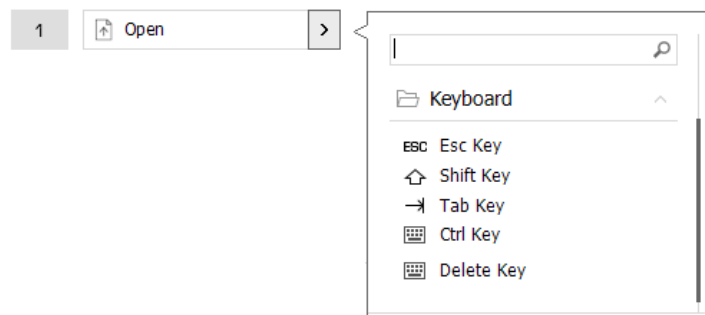 1
Open
Keyboard
ESC Esc Key
Shift Key
Tab Key
Ctrl Key
Delete Key